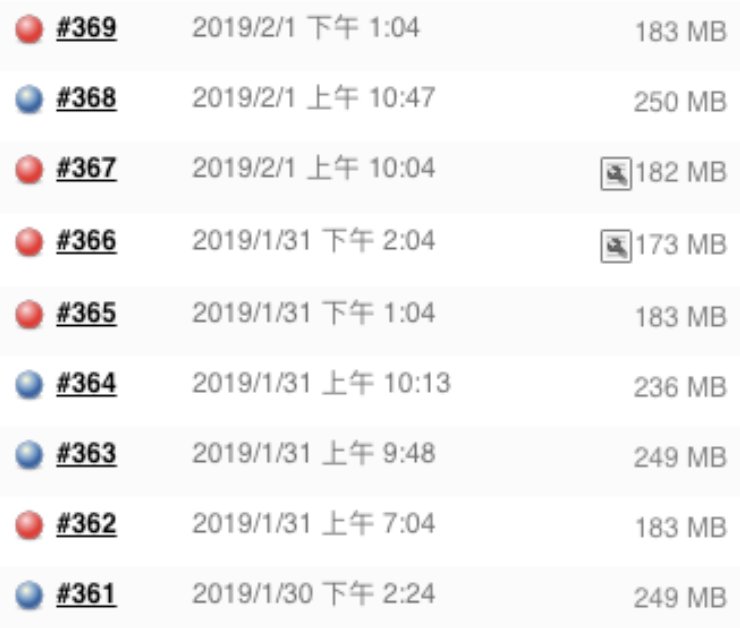 #369 2019/2/1 下午 1:04 183 MB
#368 2019/2/1 上午 10:47 250 MB
#367 2019/2/1 上午 10:04 182 MB
#366 2019/1/31 下午 2:04 173 MB
#365 2019/1/31 下午 1:04 183 MB
#364 2019/1/31 上午 10:13 236 MB
#363 2019/1/31 上午 9:48 249 MB
#362 2019/1/31 上午 7:04 183 MB
#361 2019/1/30 下午 2:24 249 MB